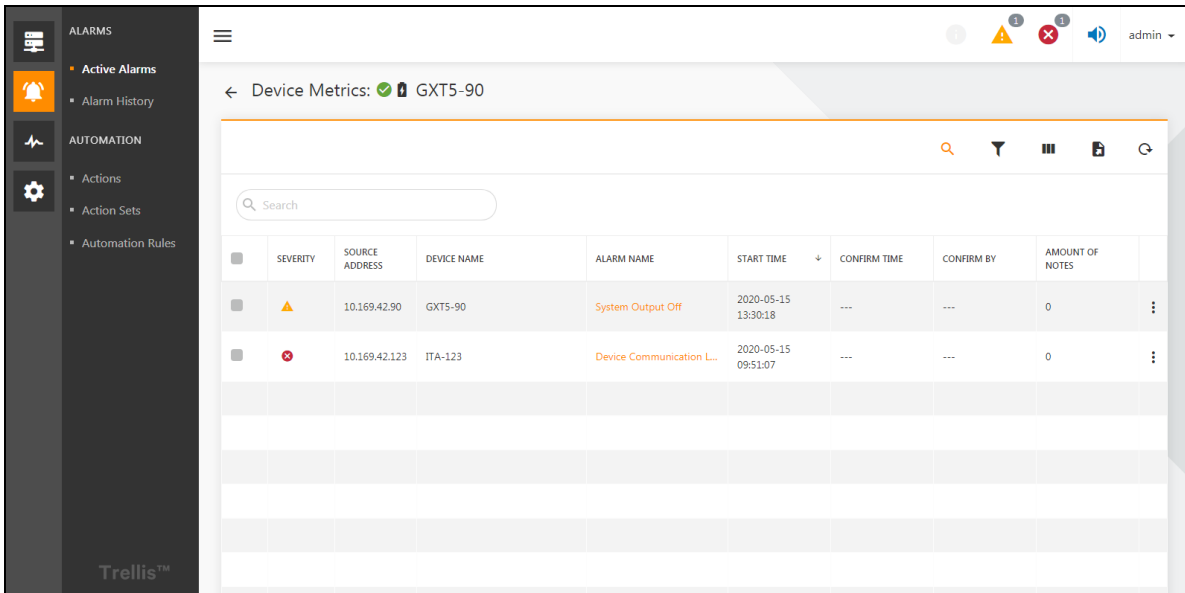 ALARMS
Active Alarms
Alarm History
AUTOMATION
Actions
Action Sets
Automation Rules
Trellis™
1
1
admin
Device Metrics: GXT5-90
Search
SEVERITY SOURCE ADDRESS DEVICE NAME ALARM NAME START TIME CONFIRM TIME CONFIRM BY AMOUNT OF NOTES
10.169.42.90 GXT5-90 System Output Off 2020-05-15 13:30:18 --- --- 0
10.169.42.123 ITA-123 Device Communication L... 2020-05-15 09:51:07 --- --- 0